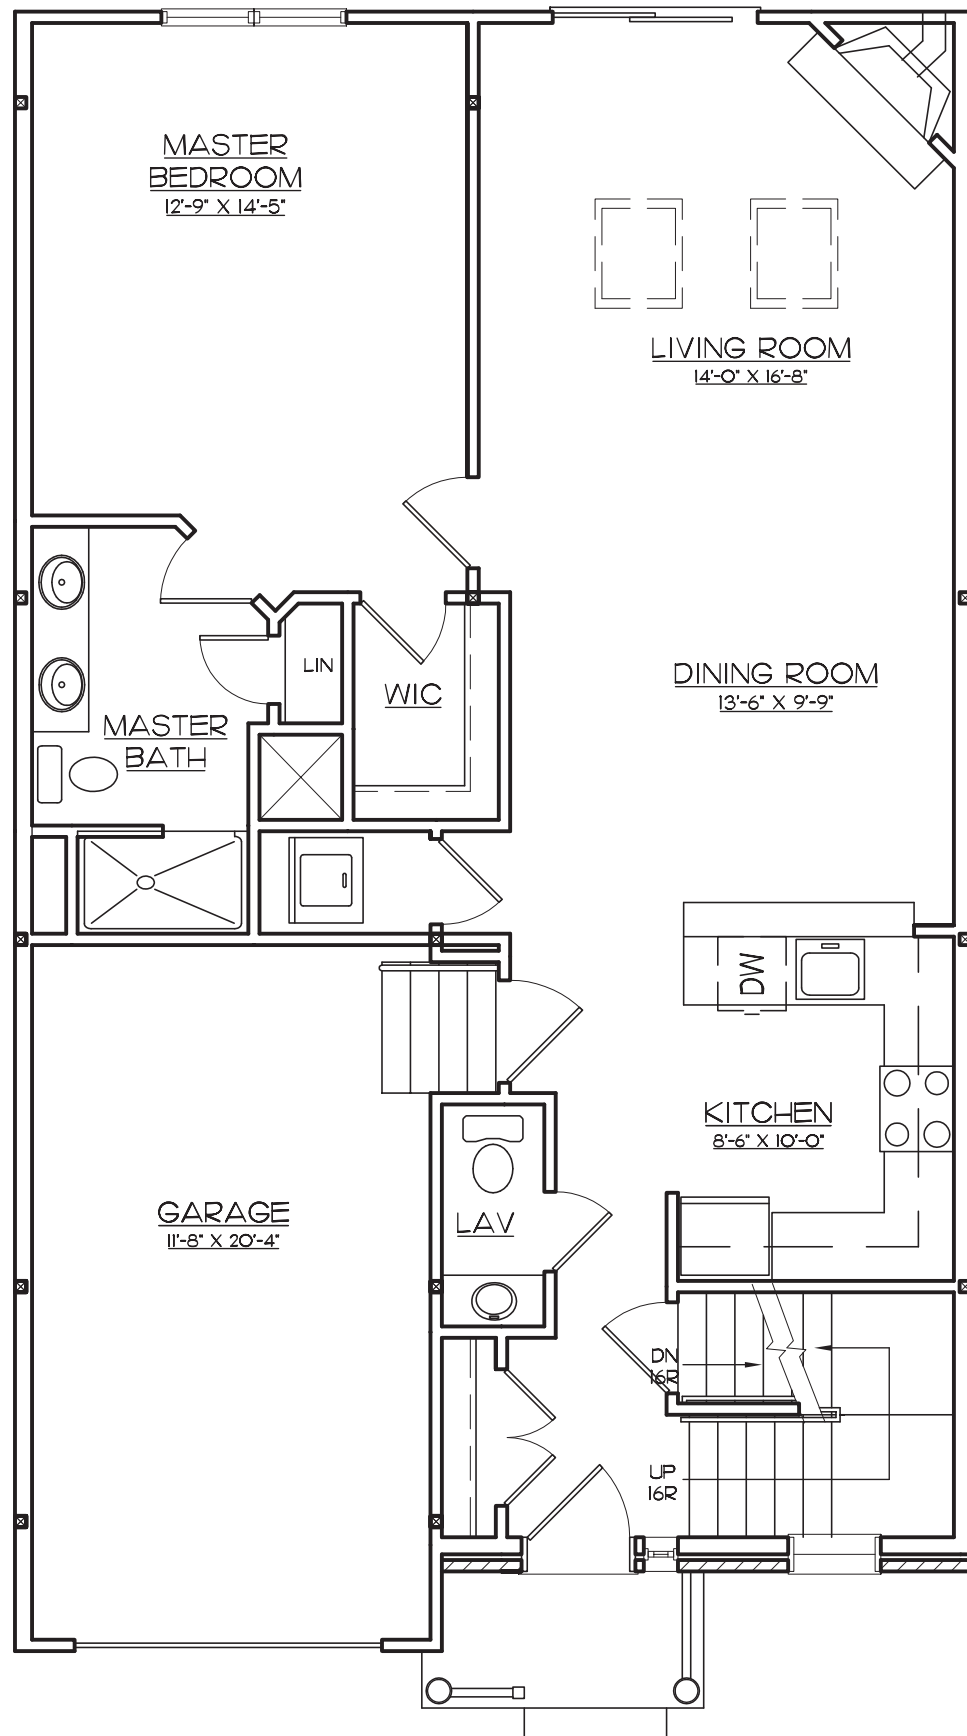 MASTER
BEDROOM
12'-9" X 14'-5"
LIVING ROOM
14'-0" X 16'-8"
LIN
WIC
DINING ROOM
13'-6" X 9'-9"
MASTER
BATH
DW
KITCHEN
8'-6" X 10'-0"
GARAGE
11'-8" X 20'-4"
LAV
DN
16R
UP
16R